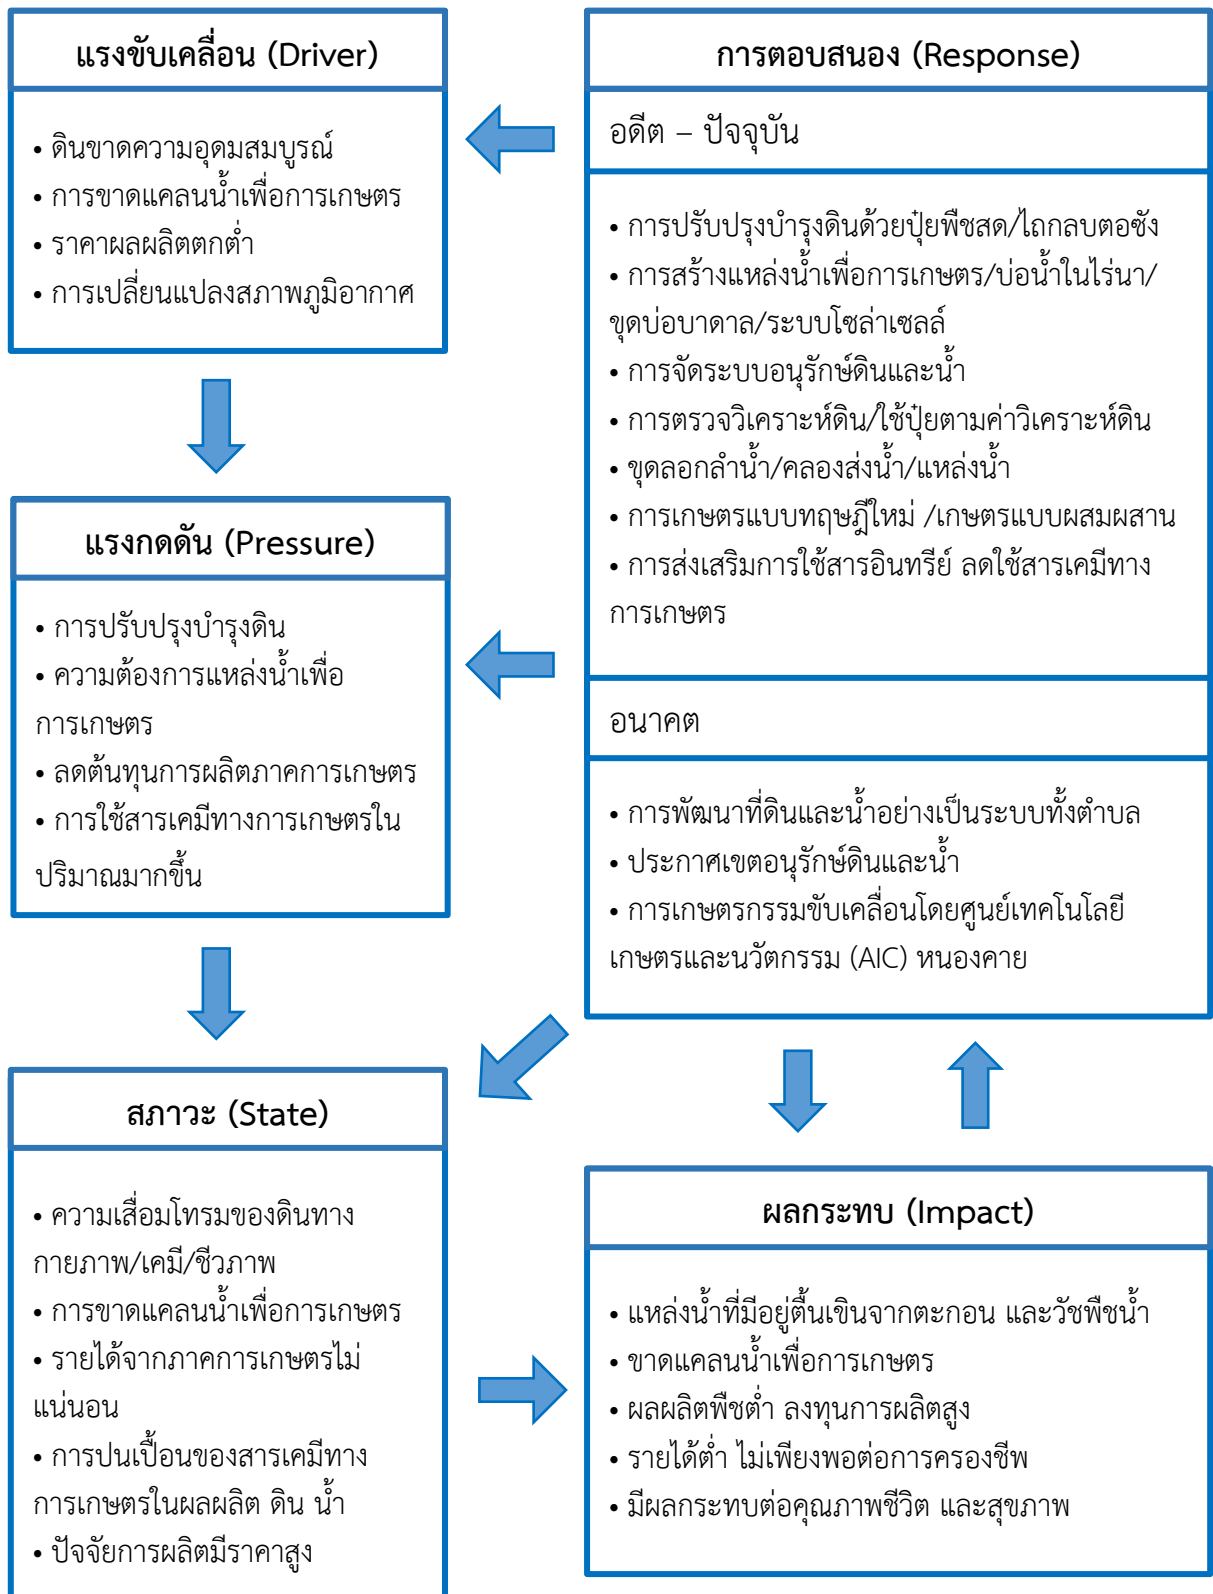 แรงขับเคลื่อน (Driver)
• ดินขาดความอุดมสมบูรณ์
• การขาดแคลนน้ำเพื่อการเกษตร
• ราคาผลผลิตตกต่ำ
• การเปลี่ยนแปลงสภาพภูมิอากาศ
แรงกดดัน (Pressure)
• การปรับปรุงบำรุงดิน
• ความต้องการแหล่งน้ำเพื่อ
การเกษตร
• ลดต้นทุนการผลิตภาคการเกษตร
• การใช้สารเคมีทางการเกษตรใน
ปริมาณมากขึ้น
สภาวะ (State)
• ความเสื่อมโทรมของดินทาง
กายภาพ/เคมี/ชีวภาพ
• การขาดแคลนน้ำเพื่อการเกษตร
• รายได้จากภาคการเกษตรไม่
แน่นอน
• การปนเปื้อนของสารเคมีทาง
การเกษตรในผลผลิต ดิน น้ำ
• ปัจจัยการผลิตมีราคาสูง
การตอบสนอง (Response)
อดีต – ปัจจุบัน
• การปรับปรุงบำรุงดินด้วยปุ๋ยพืชสด/ไถกลบตอซัง
• การสร้างแหล่งน้ำเพื่อการเกษตร/บ่อน้ำในไร่นา/
ขุดบ่อบาดาล/ระบบโซล่าเซลล์
• การจัดระบบอนุรักษ์ดินและน้ำ
• การตรวจวิเคราะห์ดิน/ใช้ปุ๋ยตามค่าวิเคราะห์ดิน
• ขุดลอกลำน้ำ/คลองส่งน้ำ/แหล่งน้ำ
• การเกษตรแบบทฤษฎีใหม่ /เกษตรแบบผสมผสาน
• การส่งเสริมการใช้สารอินทรีย์ ลดใช้สารเคมีทาง
การเกษตร
อนาคต
• การพัฒนาที่ดินและน้ำอย่างเป็นระบบทั้งตำบล
• ประกาศเขตอนุรักษ์ดินและน้ำ
• การเกษตรกรรมขับเคลื่อนโดยศูนย์เทคโนโลยี
เกษตรและนวัตกรรม (AIC) หนองคาย
ผลกระทบ (Impact)
• แหล่งน้ำที่มีอยู่ตื้นเขินจากตะกอน และวัชพืชน้ำ
• ขาดแคลนน้ำเพื่อการเกษตร
• ผลผลิตพืชต่ำ ลงทุนการผลิตสูง
• รายได้ต่ำ ไม่เพียงพอต่อการครองชีพ
• มีผลกระทบต่อคุณภาพชีวิต และสุขภาพ